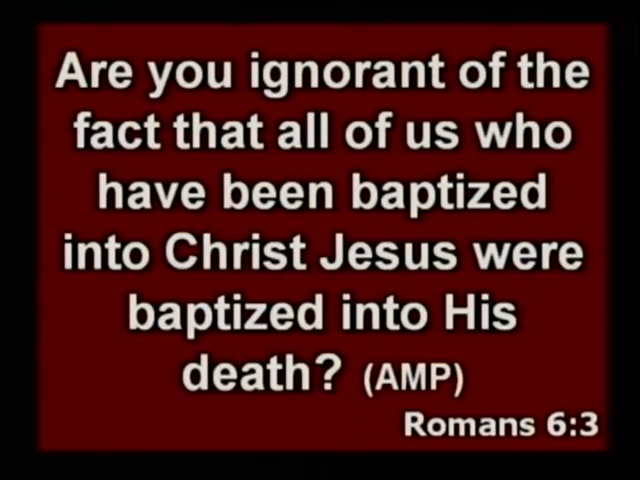 Are you ignorant of the
fact that all of us who
have been baptized
into Christ Jesus were
baptized into His
death? (AMP)
Romans 6:3